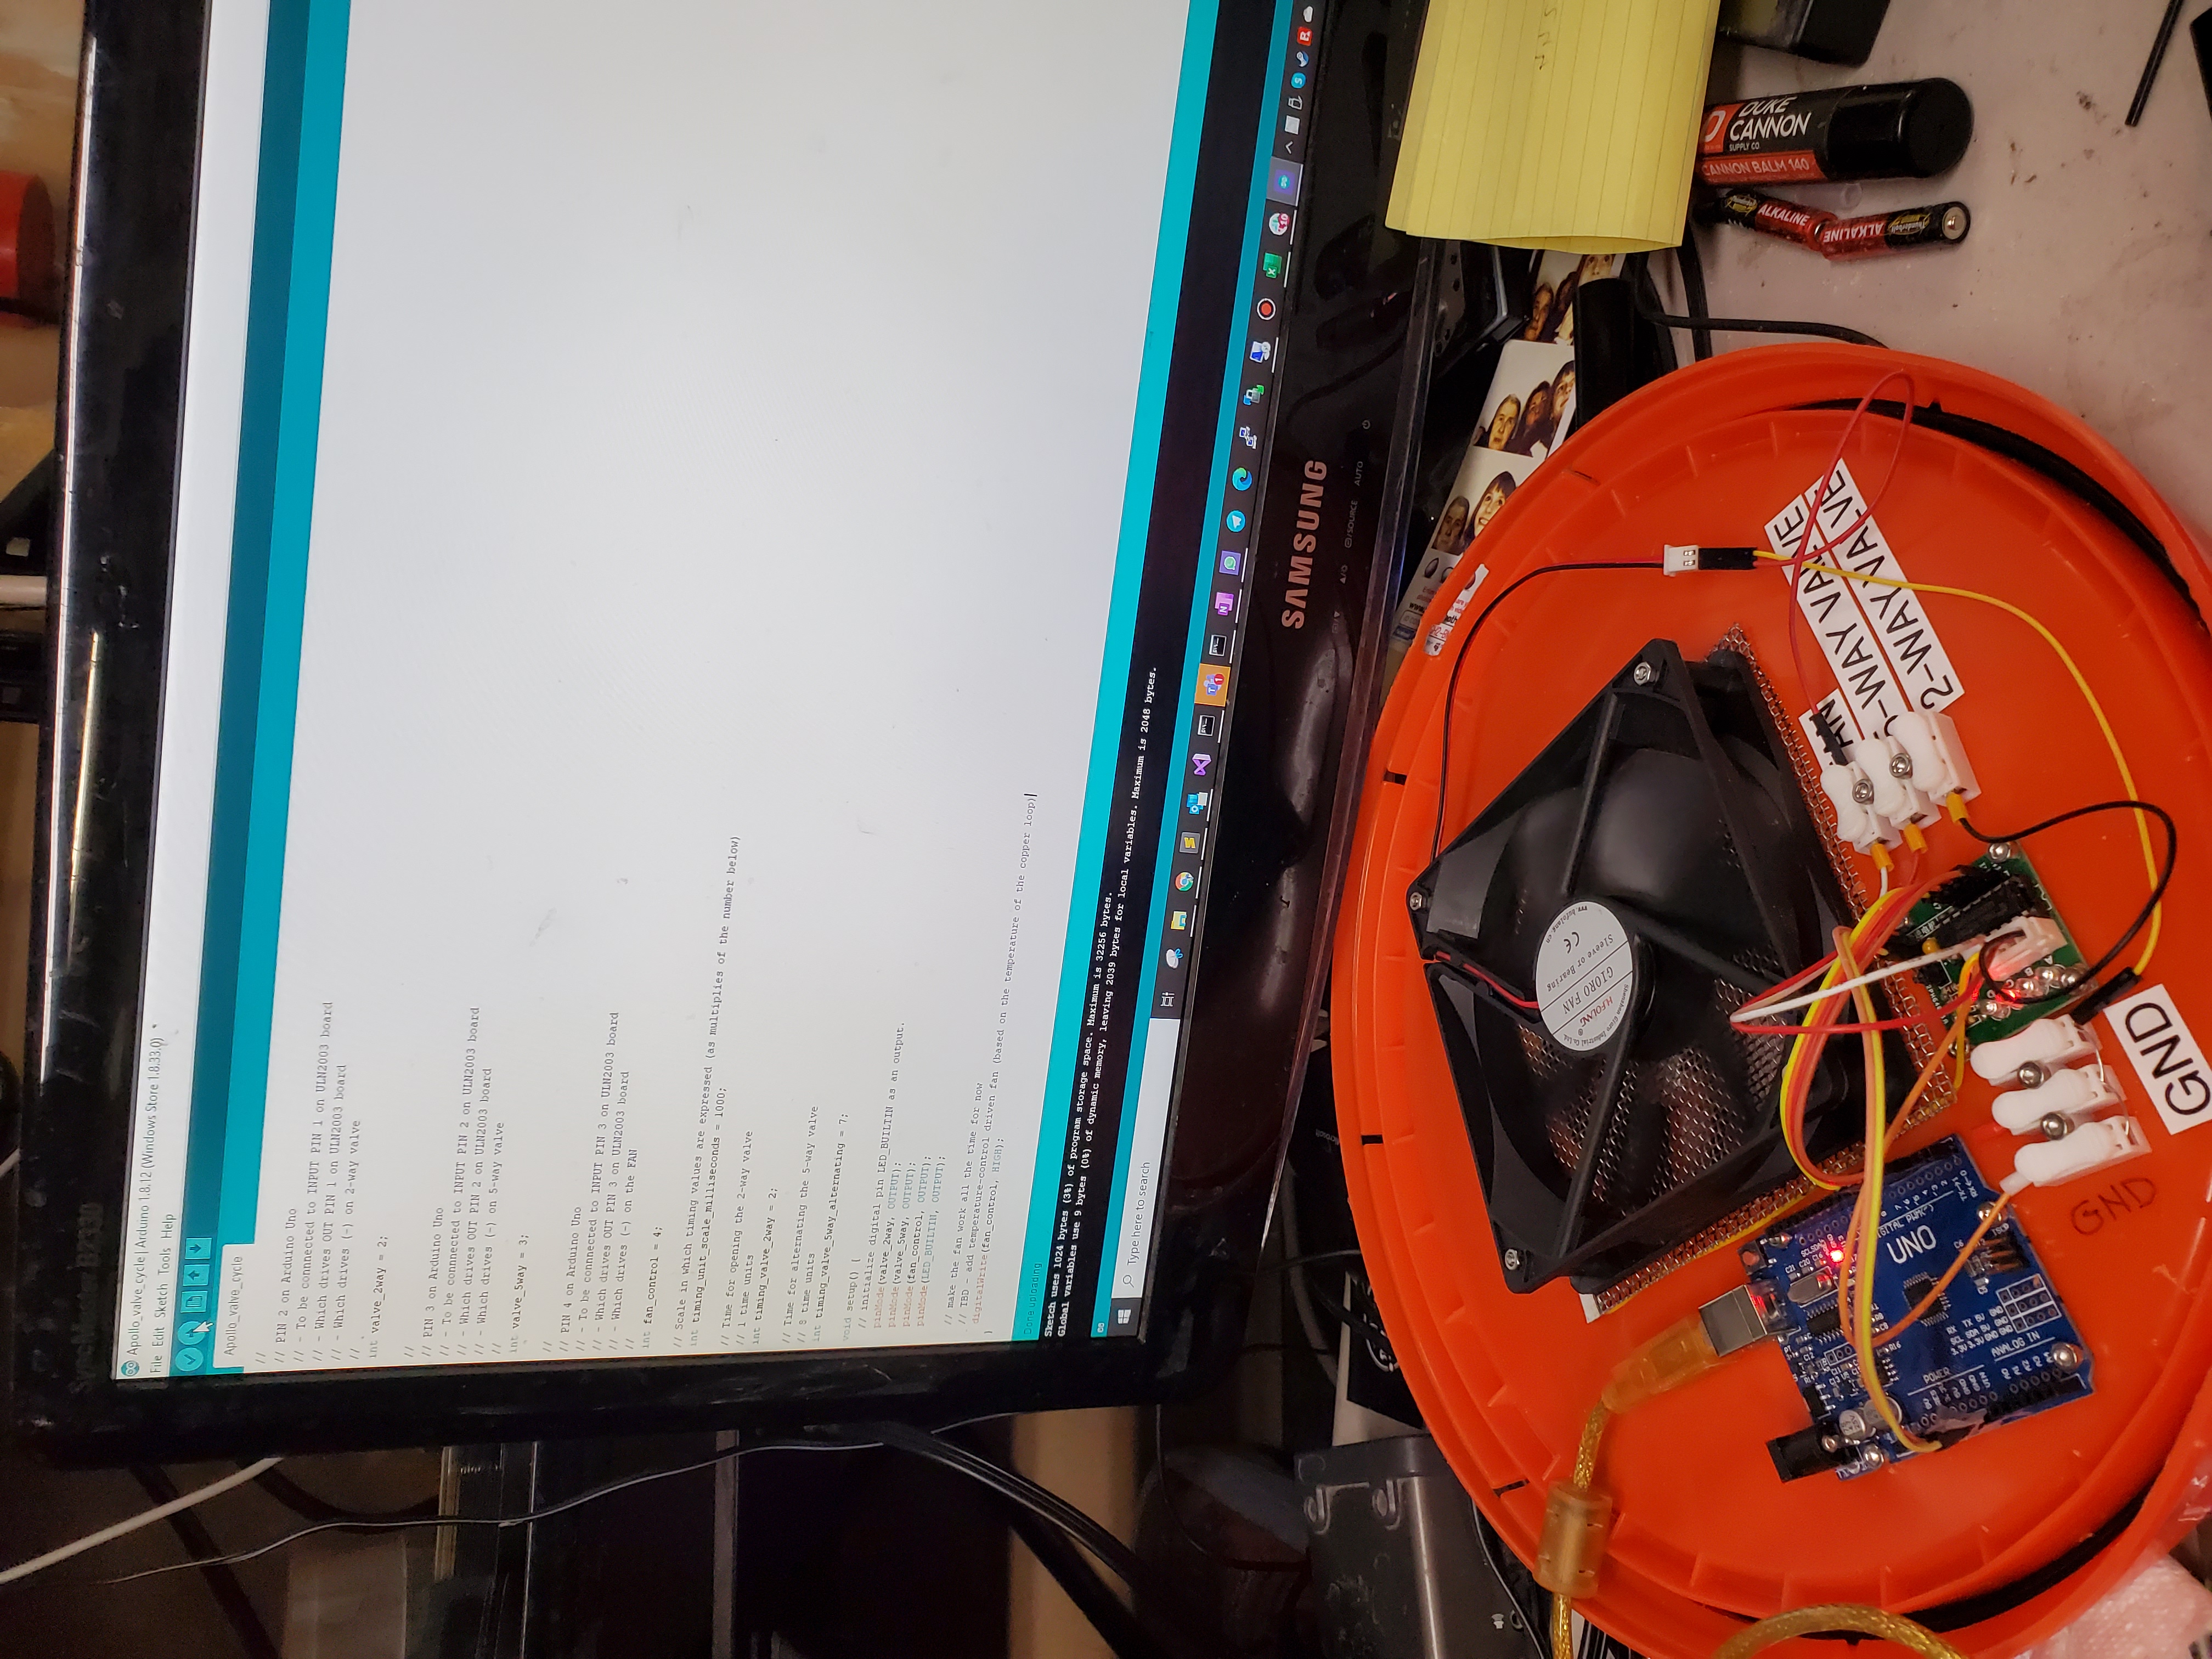 SyncMaster B2330
Apollo_valve_cycle | Arduino 1.8.12 (Windows Store 1.8.33.0)
File Edit Sketch Tools Help
Apollo_valve_cycle
//
// PIN 2 on Arduino Uno
// - To be connnected to INPUT PIN 1 on ULN2003 board
// - Which drives OUT PIN 1 on ULN2003 board
// - Which drives (-) on 2-way valve
//
int valve_2way = 2;
//
// PIN 3 on Arduino Uno
// - To be connnected to INPUT PIN 2 on ULN2003 board
// - Which drives OUT PIN 2 on ULN2003 board
// - Which drives (-) on 5-way valve
//
int valve_5way = 3;
//
// PIN 4 on Arduino Uno
// - To be connnected to INPUT PIN 3 on ULN2003 board
// - Which drives OUT PIN 3 on ULN2003 board
// - Which drives (-) on the FAN
//
int fan_control = 4;
// Scale in which timing values are expressed (as multiplies of the number below)
int timing_unit_scale_milliseconds = 1000;
// Time for opening the 2-way valve
// 1 time units
int timing_valve_2way = 2;
// Time for alternating the 5-way valve
// 8 time units
int timing_valve_5way_alternating = 7;
void setup() {
// initialize digital pin LED_BUILTIN as an output.
pinMode(valve_2way, OUTPUT);
pinMode(valve_5way, OUTPUT);
pinMode(fan_control, OUTPUT);
pinMode(LED_BUILTIN, OUTPUT);
// make the fan work all the time for now
// TBD - add temperature-control driven fan (based on the temperature of the copper loop)
digitalWrite(fan_control, HIGH);
}
Done uploading
Sketch uses 1024 bytes (3%) of program storage space. Maximum is 32256 bytes.
Global variables use 9 bytes (0%) of dynamic memory, leaving 2039 bytes for local variables. Maximum is 2048 bytes.
Type here to search
SAMSUNG
/SOURCE AUTO
GIORO FAN
Sleeve or Bearing
CE
UNO
POWER
ANALOG IN
FAN
5-WAY VALVE
2-WAY VALVE
GND
GND
DUKE
CANNON
SUPPLY CO
CANNON BALM 140
ALKALINE
ALKALINE